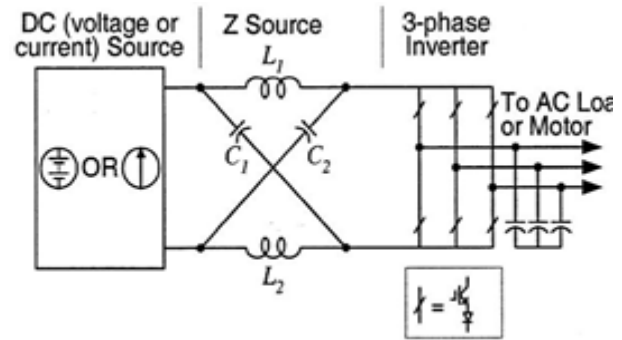 DC (voltage or
current) Source
Z Source
3-phase
Inverter
L1
To AC Loa
or Motor
C1
C2
OR
L2
=